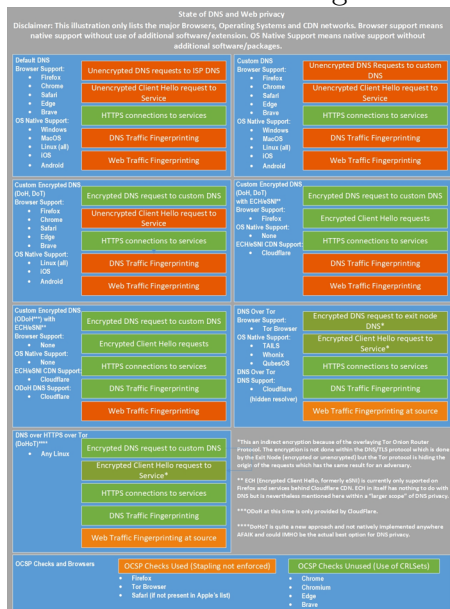 State of DNS and Web privacy
Disclaimer: This illustration only lists the major Browsers, Operating Systems and CDN networks. Browser support means
native support without use of additional software/extension. OS Native Support means native support without
additional software/packages.
Default DNS
Browser Support:
• Firefox
• Chrome
• Safari
• Edge
• Brave
OS Native Support:
• Windows
• MacOS
• Linux (all)
• iOS
• Android
Unencrypted DNS requests to ISP DNS
Unencrypted Client Hello request to
Service
HTTPS connections to services
DNS Traffic Fingerprinting
Web Traffic Fingerprinting
Custom DNS
Browser Support:
• Firefox
• Chrome
• Safari
• Edge
• Brave
OS Native Support:
• Windows
• MacOS
• Linux (all)
• iOS
• Android
Unencrypted DNS Requests to custom
DNS
Unencrypted Client Hello request to
Service
HTTPS connections to services
DNS Traffic Fingerprinting
Web Traffic Fingerprinting
Custom Encrypted DNS
(DoH, DoT)
Browser Support:
• Firefox
• Chrome
• Safari
• Edge
• Brave
OS Native Support:
• Linux (all)
• iOS
• Android
Encrypted DNS request to custom DNS
Unencrypted Client Hello request to
Service
HTTPS connections to services
DNS Traffic Fingerprinting
Web Traffic Fingerprinting
Custom Encrypted DNS
(DoH, DoT)
with ECH/eSNI**
Browser Support:
• Firefox
OS Native Support:
• None
ECH/eSNI CDN Support:
• Cloudflare
Encrypted DNS request to custom DNS
Encrypted Client Hello requests
HTTPS connections to services
DNS Traffic Fingerprinting
Web Traffic Fingerprinting
Custom Encrypted DNS
(ODoH***) with
ECH/eSNI**
Browser Support:
• None
OS Native Support:
• None
ECH/eSNI CDN Support:
• Cloudflare
ODoH DNS Support:
• Cloudflare
Encrypted DNS request to custom DNS
Encrypted Client Hello requests
HTTPS connections to services
DNS Traffic Fingerprinting
Web Traffic Fingerprinting
DNS Over Tor
Browser Support:
• Tor Browser
OS Native Support:
• TAILS
• Whonix
• QubesOS
DNS Over Tor
DNS Support:
• Cloudflare
(hidden resolver)
Encrypted DNS request to exit node
DNS*
Encrypted Client Hello request to
Service*
HTTPS connections to services
DNS Traffic Fingerprinting
Web Traffic Fingerprinting at source
DNS over HTTPS over Tor
(DoHoT)****
• Any Linux
Encrypted DNS request to custom DNS
Encrypted Client Hello request to
Service*
HTTPS connections to services
DNS Traffic Fingerprinting
Web Traffic Fingerprinting at source
*This an indirect encryption because of the overlaying Tor Onion Router
Protocol. The encryption is not done within the DNS/TLS protocol which is done
by the Exit Node (encrypted or unencrypted) but the Tor protocol is hiding the
origin of the requests which has the same result for an adversary.
** ECH (Encrypted Client Hello, formerly eSNI) is currently only suported on
Firefox and services behind Cloudflare CDN. ECH in itself has nothing to do with
DNS but is nevertheless mentioned here within a "larger scope" of DNS privacy.
***ODoH at this time is only provided by CloudFlare.
****DoHoT is quite a new approach and not natively implemented anywhere
AFAIK and could IMHO be the actual best option for DNS privacy.
OCSP Checks and Browsers
OCSP Checks Used (Stapling not enforced)
• Firefox
• Tor Browser
• Safari (if not present in Apple's list)
OCSP Checks Unused (Use of CRLSets)
• Chrome
• Chromium
• Edge
• Brave